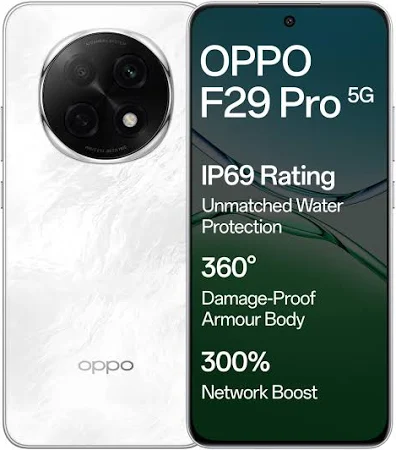 OPPO
F29 Pro 5G
IP69 Rating
Unmatched Water
Protection
360°
Damage-Proof
Armour Body
300%
Network Boost
oppo